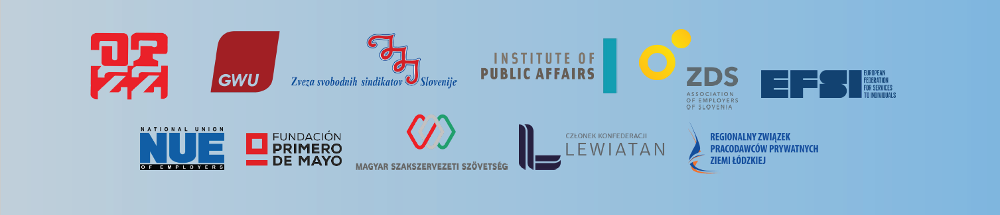 OPZZ
GWU
Zveza svobodnih sindikatov Slovenije
INSTITUTE OF
PUBLIC AFFAIRS
ZDS
ASSOCIATION
OF EMPLOYERS
OF SLOVENIA
EFSI
EUROPEAN
FEDERATION
FOR SERVICES
TO INDIVIDUALS
NATIONAL UNION
NUE
OF EMPLOYERS
FUNDACIÓN
PRIMERO
DE MAYO
MAGYAR SZAKSZERVEZETI SZÖVETSÉG
CZŁONEK KONFEDERACJI
LEWIATAN
REGIONALNY ZWIĄZEK
PRACODAWCÓW PRYWATNYCH
ZIEMI ŁÓDZKIEJ